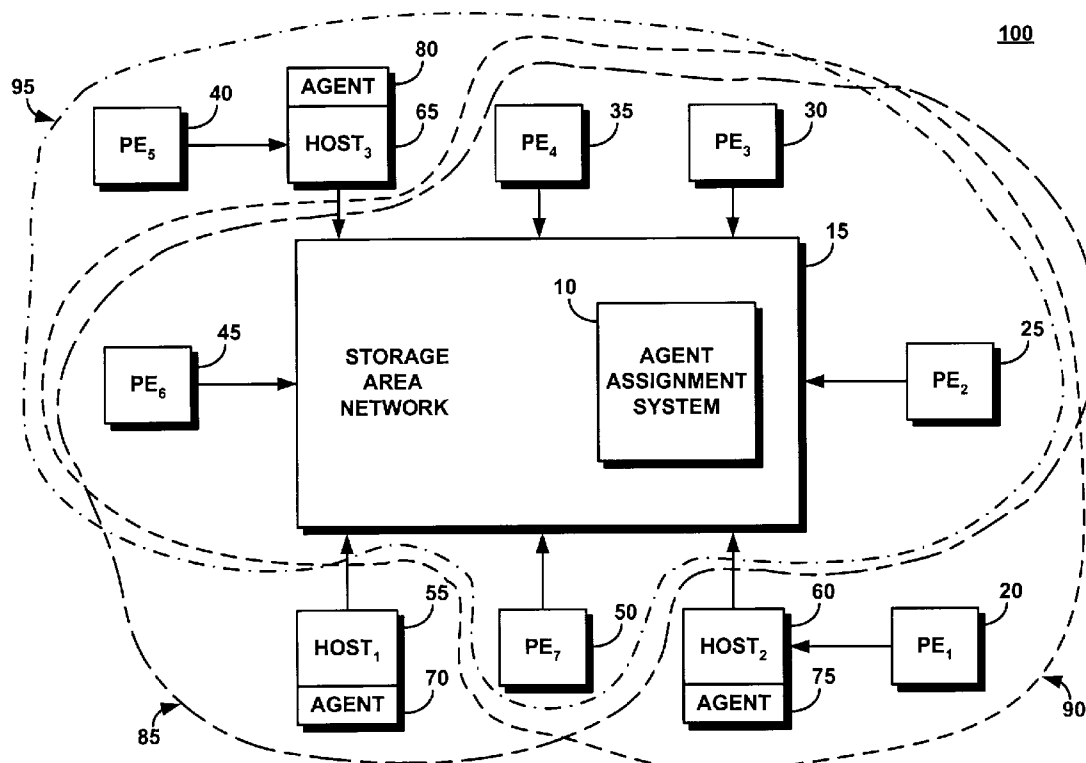 100
95
40
80
AGENT
65
35
30
PE5
HOST3
PE4
PE3
15
10
45
25
STORAGE
AREA
NETWORK
AGENT
ASSIGNMENT
SYSTEM
PE6
PE2
55
50
60
20
HOST1
PE7
HOST2
PE1
70
75
AGENT
AGENT
85
90